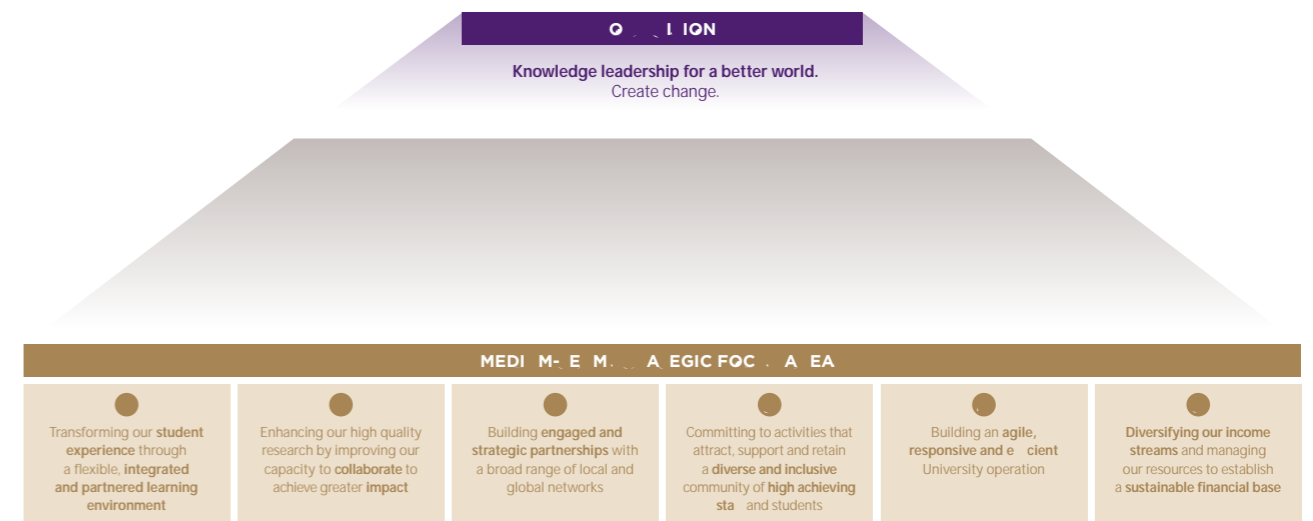 Knowledge leadership for a better world.
Create change.
Transforming our student
experience through
a flexible, integrated
and partnered learning
environment
Enhancing our high quality
research by improving our
capacity to collaborate to
achieve greater impact
Building engaged and
strategic partnerships with
a broad range of local and
global networks
Committing to activities that
attract, support and retain
a diverse and inclusive
community of high achieving
and students
Building an agile,
responsive and
University operation
Diversifying our income
streams and managing
our resources to establish
a sustainable financial base